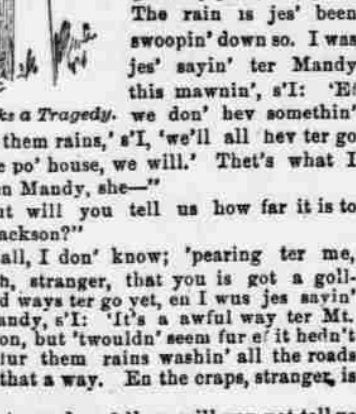 The rain is jes' been
swoopin' down so. I was
jes' sayin' ter Mandy
this mawnin', s'I: 'Ef
ks a Tragedy. we don' hev somethin'
them rains,' s'I, 'we'll all hev ter go
e po' house, we will.' Thet's what I
en Mandy, she—"
ut will you tell us how far it is to
ackson?"
all, I don' know; 'pearing ter me,
h, stranger, that you is got a goll-
d ways ter go yet, en I wus jes sayin'
andy, s'I: 'It's a awful way ter Mt.
on, but 'twouldn' seem fur ef it hedn't
fur them rains washin' all the roads
that a way. En the craps, stranger, is